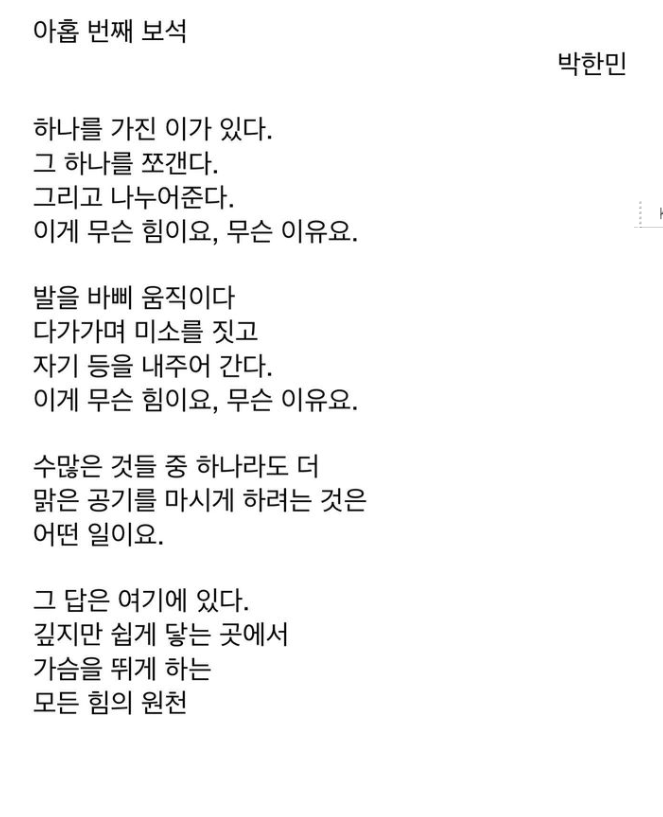 아홉 번째 보석
박한민
하나를 가진 이가 있다.
그 하나를 쪼갠다.
그리고 나누어준다.
이게 무슨 힘이요, 무슨 이유요.
발을 바삐 움직이다
다가가며 미소를 짓고
자기 등을 내주어 간다.
이게 무슨 힘이요, 무슨 이유요.
수많은 것들 중 하나라도 더
맑은 공기를 마시게 하려는 것은
어떤 일이요.
그 답은 여기에 있다.
깊지만 쉽게 닿는 곳에서
가슴을 뛰게 하는
모든 힘의 원천